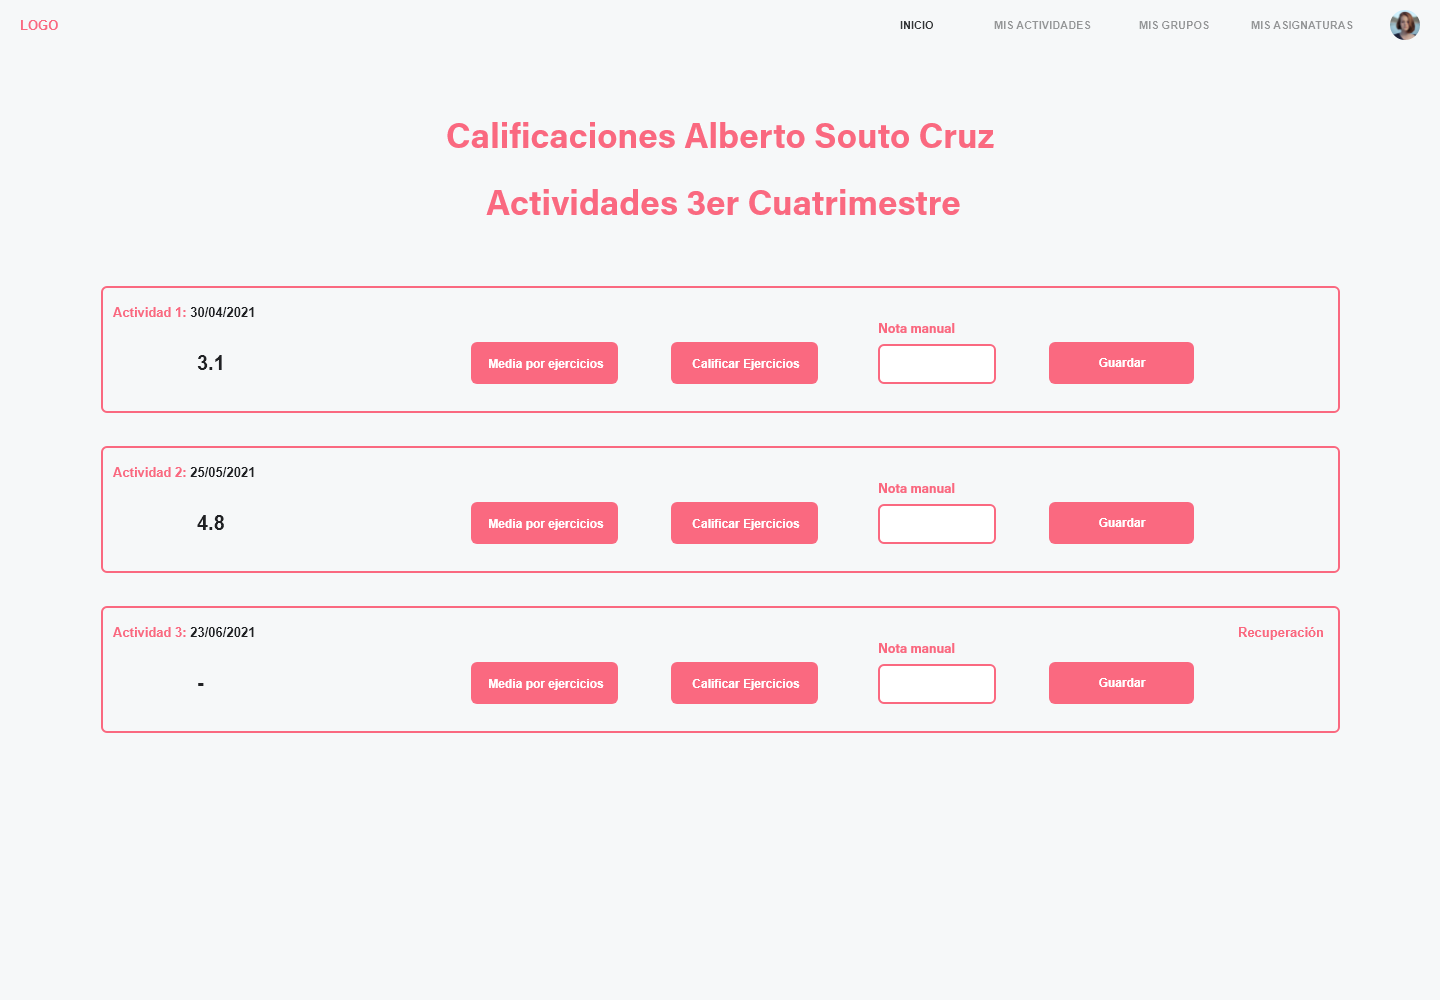 LOGO INICIO MIS ACTIVIDADES MIS GRUPOS MIS ASIGNATURAS
Calificaciones Alberto Souto Cruz
Actividades 3er Cuatrimestre
Actividad 1: 30/04/2021
Nota manual
3.1 Media por ejercicios Calificar Ejercicios Guardar
Actividad 2: 25/05/2021
Nota manual
4.8 Media por ejercicios Calificar Ejercicios Guardar
Actividad 3: 23/06/2021 Recuperación
Nota manual
- Media por ejercicios Calificar Ejercicios Guardar